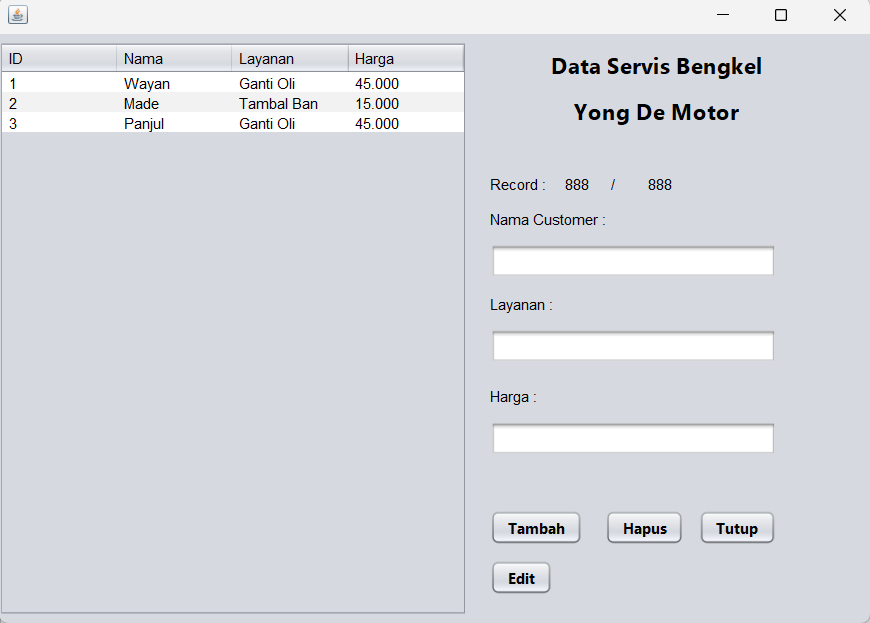 ID Nama Layanan Harga
1 Wayan Ganti Oli 45.000
2 Made Tambal Ban 15.000
3 Panjul Ganti Oli 45.000
Data Servis Bengkel
Yong De Motor
Record : 888 / 888
Nama Customer :
Layanan :
Harga :
Tambah Hapus Tutup
Edit